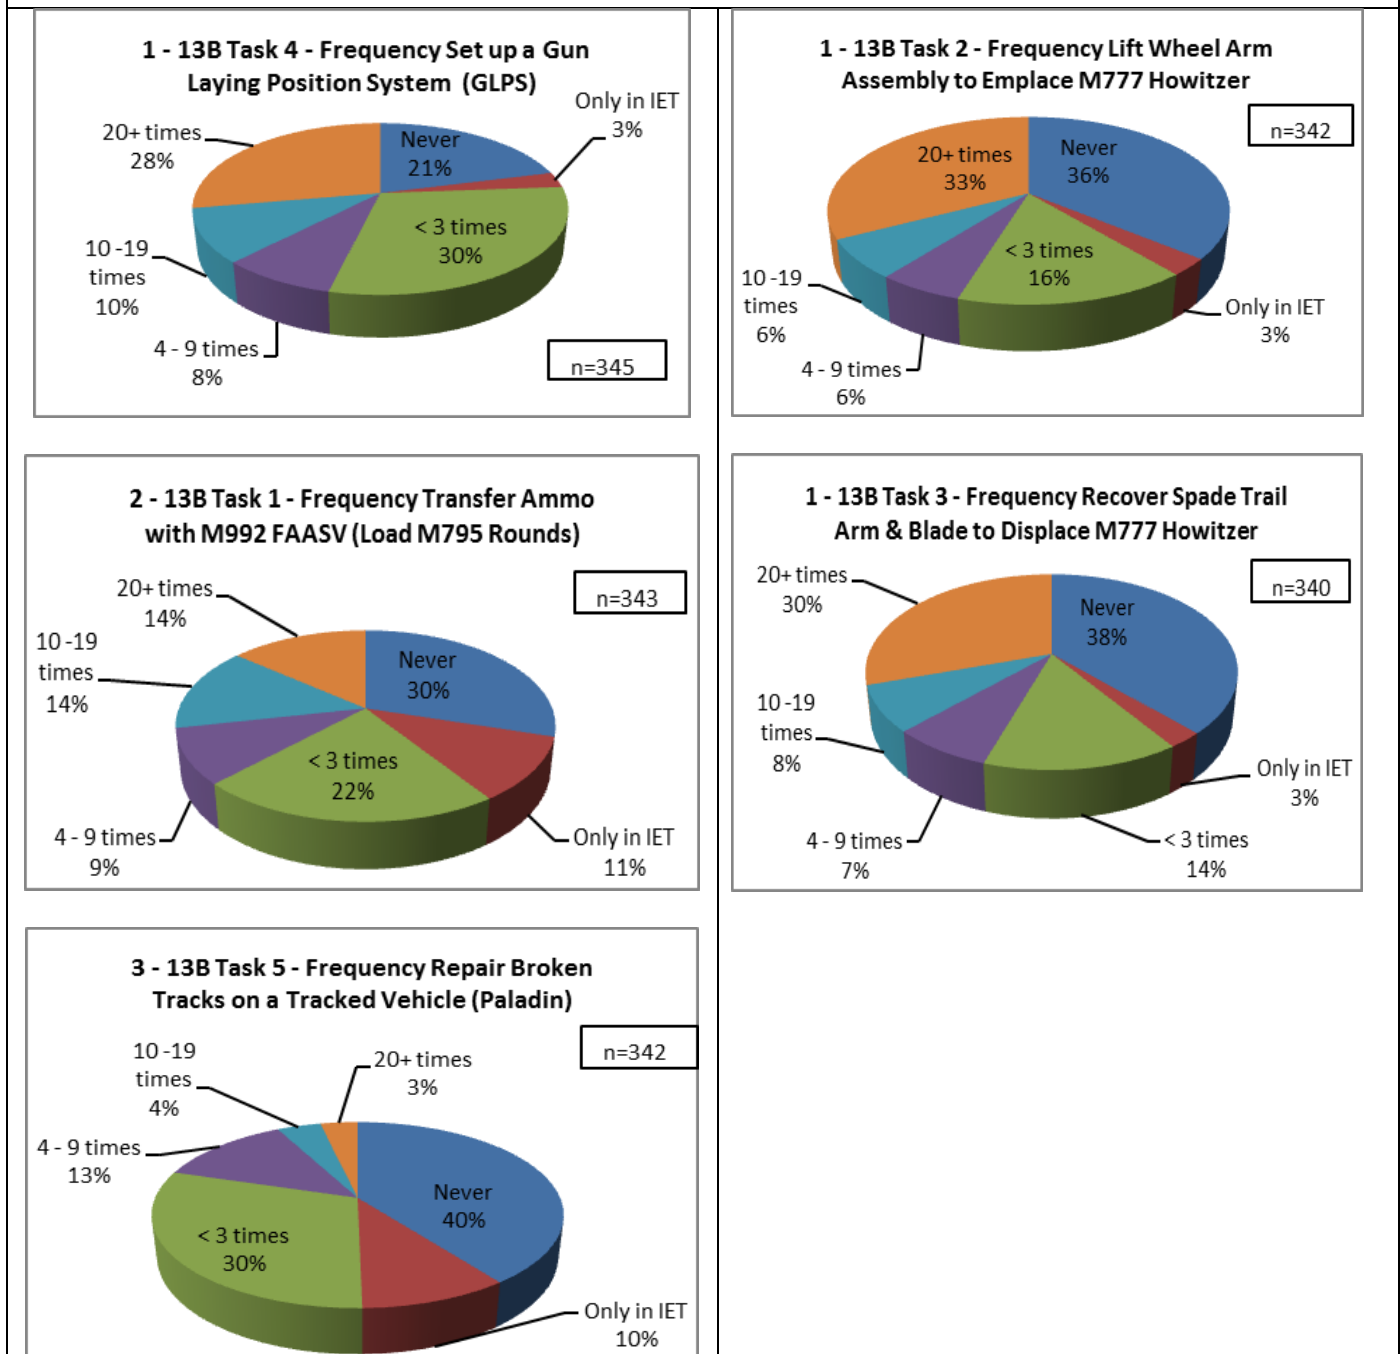 1 - 13B Task 4 - Frequency Set up a Gun
Laying Position System (GLPS)
Only in IET
3%
20+ times
28%
Never
21%
< 3 times
30%
10 -19
times
10%
4 - 9 times
8%
n=345
1 - 13B Task 2 - Frequency Lift Wheel Arm
Assembly to Emplace M777 Howitzer
n=342
20+ times
33%
Never
36%
< 3 times
16%
10 -19
times
6%
Only in IET
3%
4 - 9 times
6%
2 - 13B Task 1 - Frequency Transfer Ammo
with M992 FAASV (Load M795 Rounds)
n=343
20+ times
14%
10 -19
times
14%
Never
30%
< 3 times
22%
4 - 9 times
9%
Only in IET
11%
1 - 13B Task 3 - Frequency Recover Spade Trail
Arm & Blade to Displace M777 Howitzer
n=340
20+ times
30%
Never
38%
10 -19
times
8%
Only in IET
3%
4 - 9 times
7%
< 3 times
14%
3 - 13B Task 5 - Frequency Repair Broken
Tracks on a Tracked Vehicle (Paladin)
n=342
10 -19
times
4%
20+ times
3%
4 - 9 times
13%
Never
40%
< 3 times
30%
Only in IET
10%